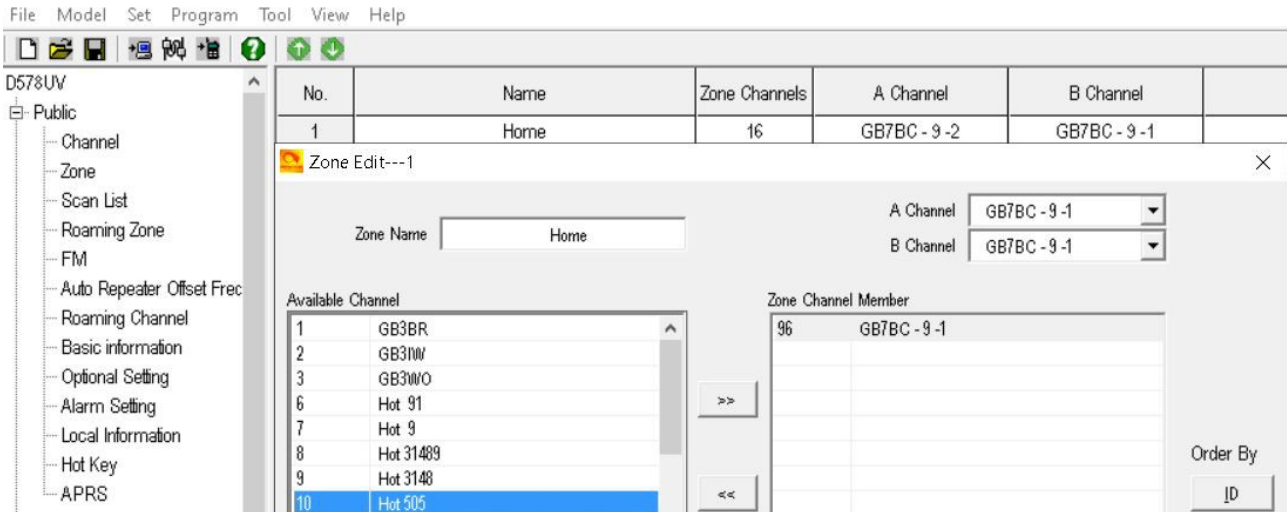 File Model Set Program Tool View Help
D578UV
Public
Channel
Zone
Scan List
Roaming Zone
FM
Auto Repeater Offset Frec
Roaming Channel
Basic information
Optional Setting
Alarm Setting
Local Information
Hot Key
APRS
No. Name Zone Channels A Channel B Channel
1 Home 16 GB7BC - 9 -2 GB7BC - 9 -1
Zone Edit---1
Zone Name Home
A Channel GB7BC - 9 -1
B Channel GB7BC - 9 -1
Available Channel
1 GB3BR
2 GB3IW
3 GB3WO
6 Hot 91
7 Hot 9
8 Hot 31489
9 Hot 3148
10 Hot 505
>>
<<
Zone Channel Member
96 GB7BC - 9 -1
Order By
ID